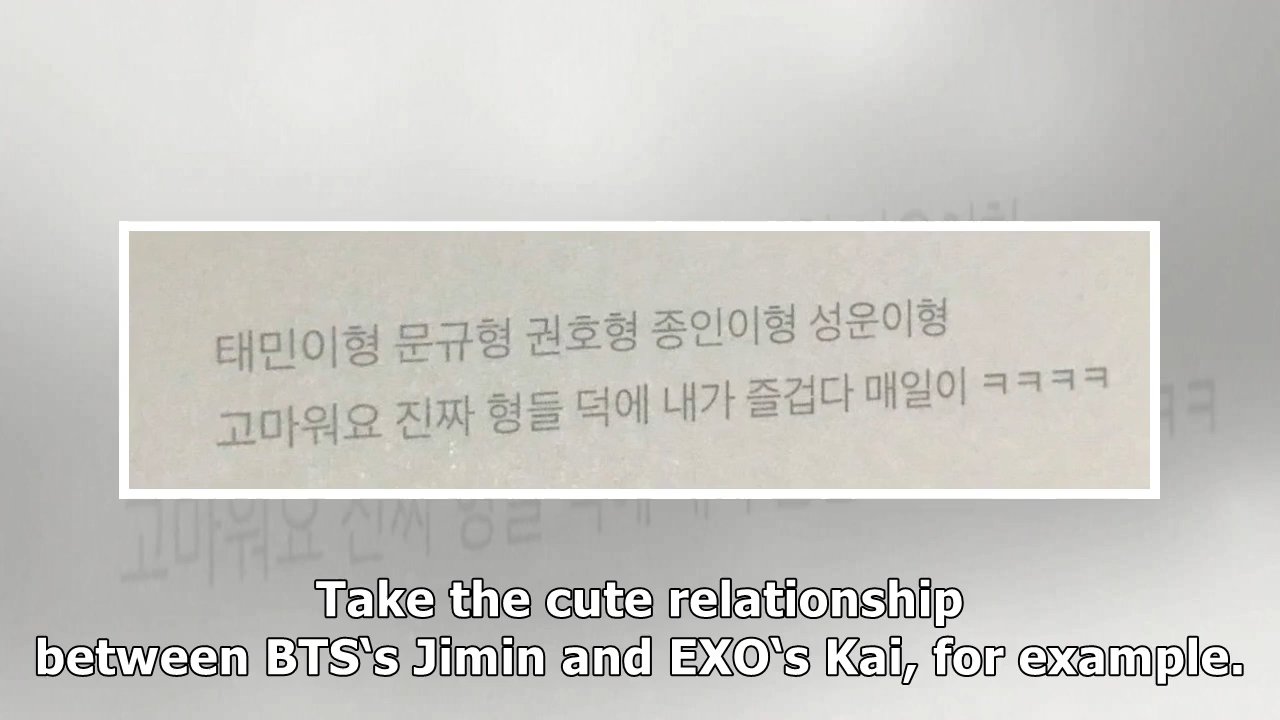 태민이형 문규형 권호형 종인이형 성운이형
고마워요 진짜 형들 덕에 내가 즐겁다 매일이 ㅋㅋㅋㅋ
Take the cute relationship
between BTS‘s Jimin and EXO‘s Kai, for example.